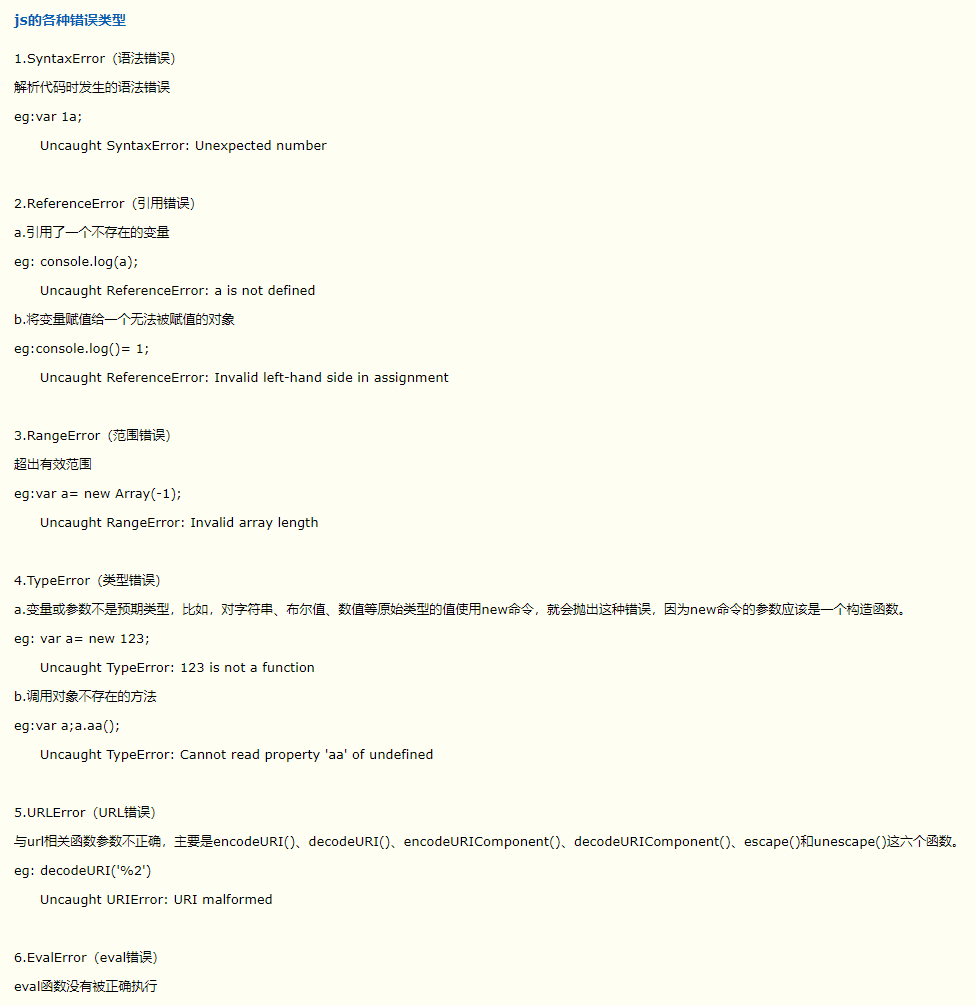 js的各种错误类型
1.SyntaxError（语法错误）
解析代码时发生的语法错误
eg:var 1a;
Uncaught SyntaxError: Unexpected number
2.ReferenceError（引用错误）
a.引用了一个不存在的变量
eg: console.log(a);
Uncaught ReferenceError: a is not defined
b.将变量赋值给一个无法被赋值的对象
eg:console.log()= 1;
Uncaught ReferenceError: Invalid left-hand side in assignment
3.RangeError（范围错误）
超出有效范围
eg:var a= new Array(-1);
Uncaught RangeError: Invalid array length
4.TypeError（类型错误）
a.变量或参数不是预期类型，比如，对字符串、布尔值、数值等原始类型的值使用new命令，就会抛出这种错误，因为new命令的参数应该是一个构造函数。
eg: var a= new 123;
Uncaught TypeError: 123 is not a function
b.调用对象不存在的方法
eg:var a;a.aa();
Uncaught TypeError: Cannot read property 'aa' of undefined
5.URLError（URL错误）
与url相关函数参数不正确，主要是encodeURI()、decodeURI()、encodeURIComponent()、decodeURIComponent()、escape()和unescape()这六个函数。
eg: decodeURI('%2')
Uncaught URIError: URI malformed
6.EvalError（eval错误）
eval函数没有被正确执行